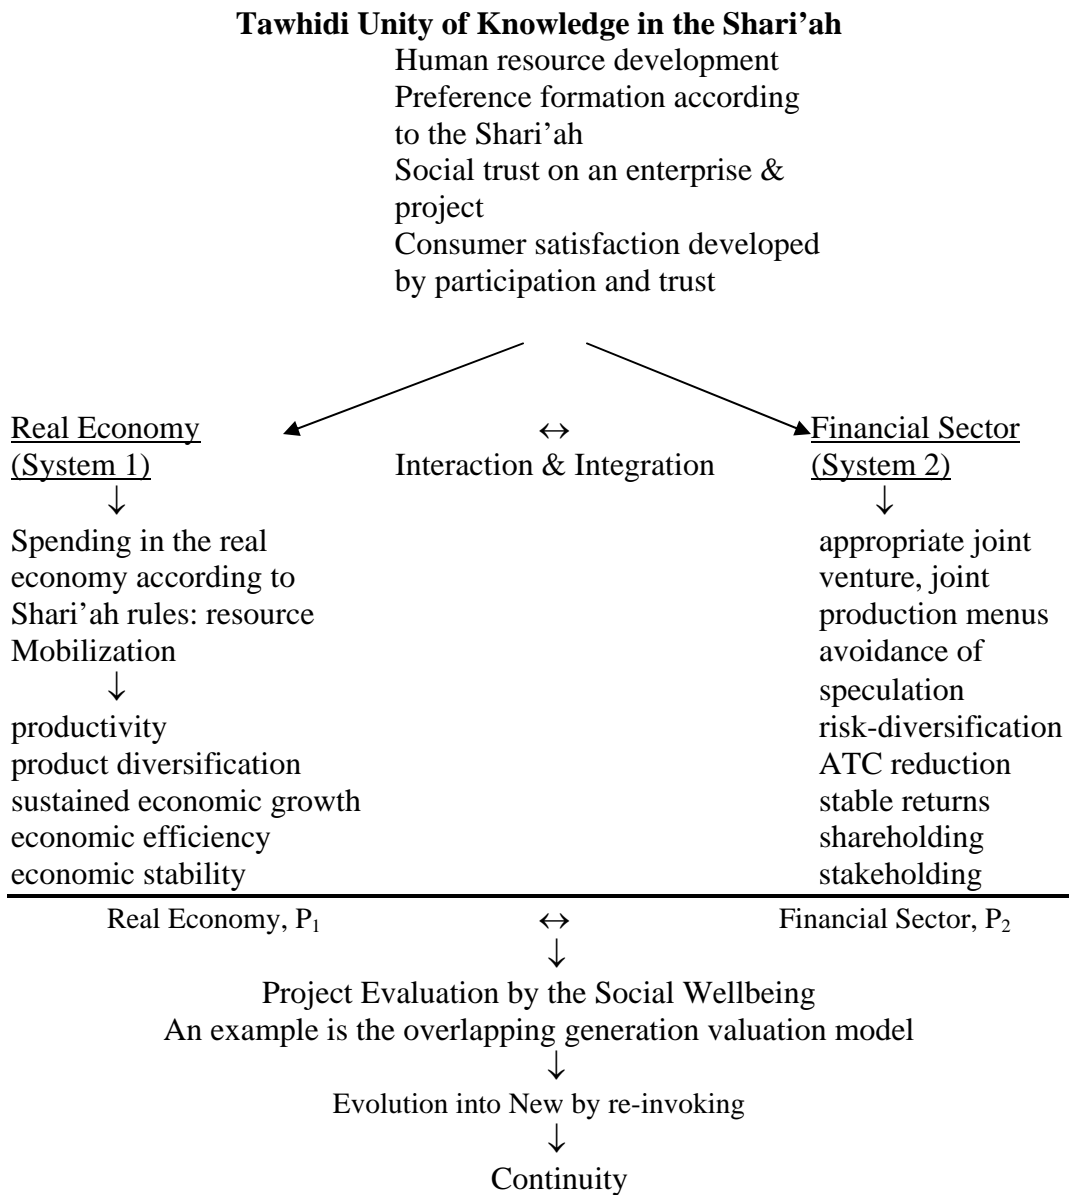 Tawhidi Unity of Knowledge in the Shari’ah
Human resource development
Preference formation according
to the Shari’ah
Social trust on an enterprise &
project
Consumer satisfaction developed
by participation and trust
Real Economy
(System 1)
↔
Interaction & Integration
Financial Sector
(System 2)
↓
Spending in the real
economy according to
Shari’ah rules: resource
Mobilization
↓
productivity
product diversification
sustained economic growth
economic efficiency
economic stability
↓
appropriate joint
venture, joint
production menus
avoidance of
speculation
risk-diversification
ATC reduction
stable returns
shareholding
stakeholding
Real Economy, P₁ ↔ Financial Sector, P₂
↓
Project Evaluation by the Social Wellbeing
An example is the overlapping generation valuation model
↓
Evolution into New by re-invoking
↓
Continuity